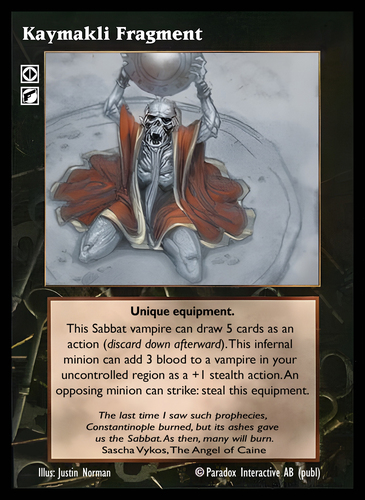 Kaymakli Fragment
Unique equipment.
This Sabbat vampire can draw 5 cards as an
action (discard down afterward). This infernal
minion can add 3 blood to a vampire in your
uncontrolled region as a +1 stealth action. An
opposing minion can strike: steal this equipment.
The last time I saw such prophecies,
Constantinople burned, but its ashes gave
us the Sabbat. As then, many will burn.
Sascha Vykos, The Angel of Caine
Illus: Justin Norman
© Paradox Interactive AB (publ)